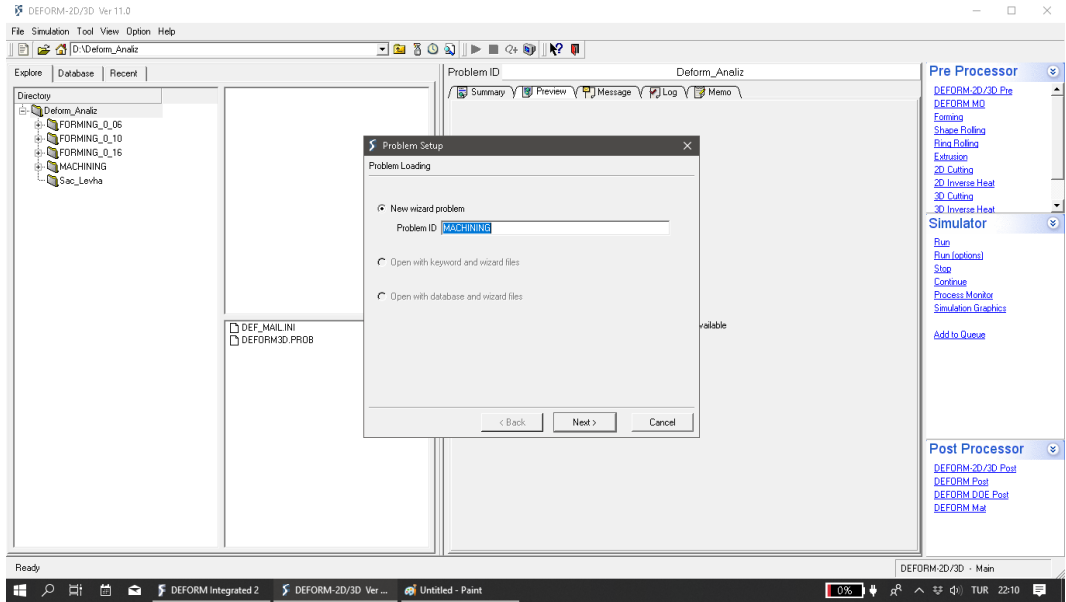 DEFORM-2D/3D Ver 11.0
File Simulation Tool View Option Help
D:\Deform_Analiz
Explore Database Recent
Directory
Deform_Analiz
FORMING_0_06
FORMING_0_10
FORMING_0_16
MACHINING
Sac_Levha
DEF_MAIL.INI
DEFORM3D.PROB
Problem ID Deform_Analiz
Summary Preview Message Log Memo
vailable
Problem Setup
Problem Loading
New wizard problem
Problem ID MACHINING
Open with keyword and wizard files
Open with database and wizard files
< Back Next > Cancel
Pre Processor
DEFORM-2D/3D Pre
DEFORM MO
Forming
Shape Rolling
Ring Rolling
Extrusion
2D Cutting
2D Inverse Heat
3D Cutting
3D Inverse Heat
Simulator
Run
Run (options)
Stop
Continue
Process Monitor
Simulation Graphics
Add to Queue
Post Processor
DEFORM-2D/3D Post
DEFORM Post
DEFORM DOE Post
DEFORM Mat
Ready DEFORM-2D/3D - Main
DEFORM Integrated 2 DEFORM-2D/3D Ver ... Untitled - Paint 0% TUR 22:10